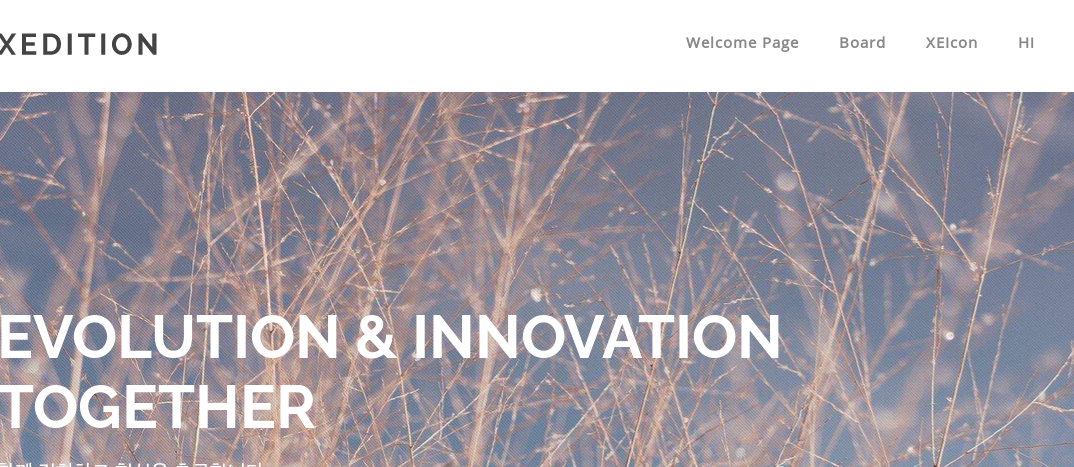 XEDITION
Welcome Page Board XEIcon HI
EVOLUTION & INNOVATION
TOGETHER